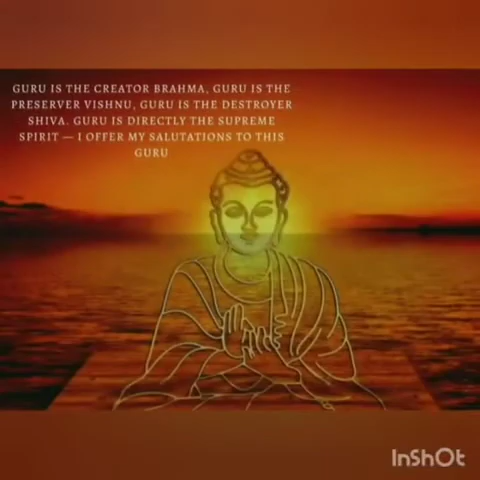 GURU IS THE CREATOR BRAHMA, GURU IS THE
PRESERVER VISHNU, GURU IS THE DESTROYER
SHIVA. GURU IS DIRECTLY THE SUPREME
SPIRIT — I OFFER MY SALUTATIONS TO THIS
GURU
InShOt